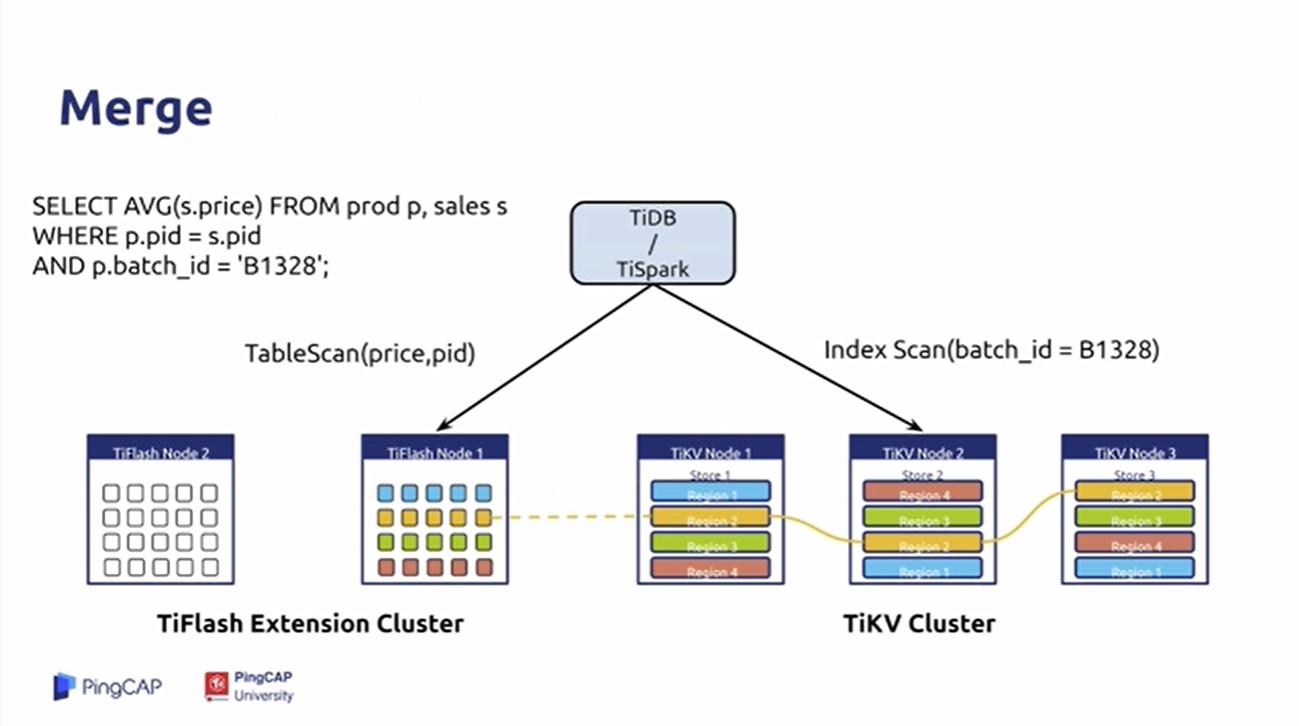 Merge
SELECT AVG(s.price) FROM prod p, sales s
WHERE p.pid = s.pid
AND p.batch_id = 'B1328';
TiDB
/
TiSpark
TableScan(price,pid)
Index Scan(batch_id = B1328)
TiFlash Node 2
TiFlash Node 1
TiKV Node 1
Store 1
Region 1
Region 2
Region 3
Region 4
TiKV Node 2
Store 2
Region 4
Region 3
Region 2
Region 1
TiKV Node 3
Store 3
Region 2
Region 3
Region 4
Region 1
TiFlash Extension Cluster
TiKV Cluster
PingCAP
PingCAP
University